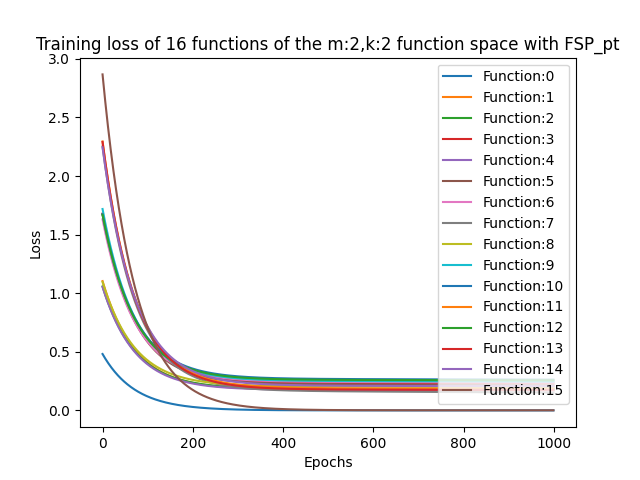 Training loss of 16 functions of the m:2,k:2 function space with FSP_pt
3.0
2.5
2.0
1.5
1.0
0.5
0.0
Loss
Function:0
Function:1
Function:2
Function:3
Function:4
Function:5
Function:6
Function:7
Function:8
Function:9
Function:10
Function:11
Function:12
Function:13
Function:14
Function:15
0
200
400
600
800
1000
Epochs